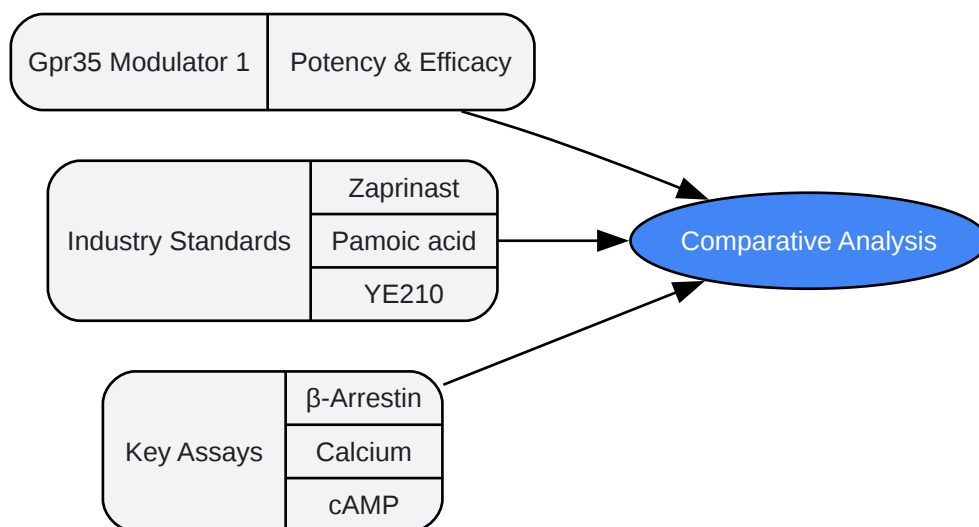 Gpr35 Modulator 1
Potency & Efficacy
Industry Standards
Zaprinast
Pamoic acid
YE210
Key Assays
β-Arrestin
Calcium
cAMP
Comparative Analysis